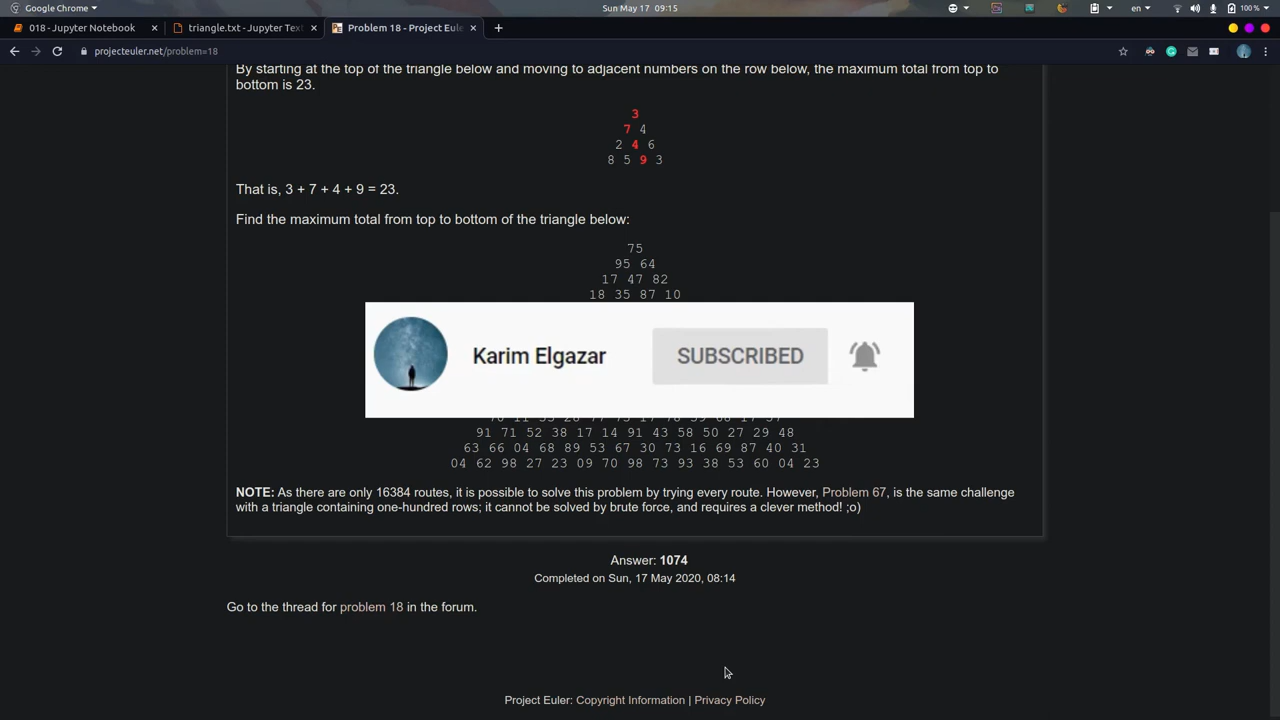 Google Chrome
Sun May 17 09:15
en
100 %
018 - Jupyter Notebook
triangle.txt - Jupyter Text
Problem 18 - Project Eule
projecteuler.net/problem=18
By starting at the top of the triangle below and moving to adjacent numbers on the row below, the maximum total from top to
bottom is 23.
3
7 4
2 4 6
8 5 9 3
That is, 3 + 7 + 4 + 9 = 23.
Find the maximum total from top to bottom of the triangle below:
75
95 64
17 47 82
18 35 87 10
Karim Elgazar
SUBSCRIBED
91 71 52 38 17 14 91 43 58 50 27 29 48
63 66 04 68 89 53 67 30 73 16 69 87 40 31
04 62 98 27 23 09 70 98 73 93 38 53 60 04 23
NOTE: As there are only 16384 routes, it is possible to solve this problem by trying every route. However, Problem 67, is the same challenge
with a triangle containing one-hundred rows; it cannot be solved by brute force, and requires a clever method! ;o)
Answer: 1074
Completed on Sun, 17 May 2020, 08:14
Go to the thread for problem 18 in the forum.
Project Euler: Copyright Information | Privacy Policy